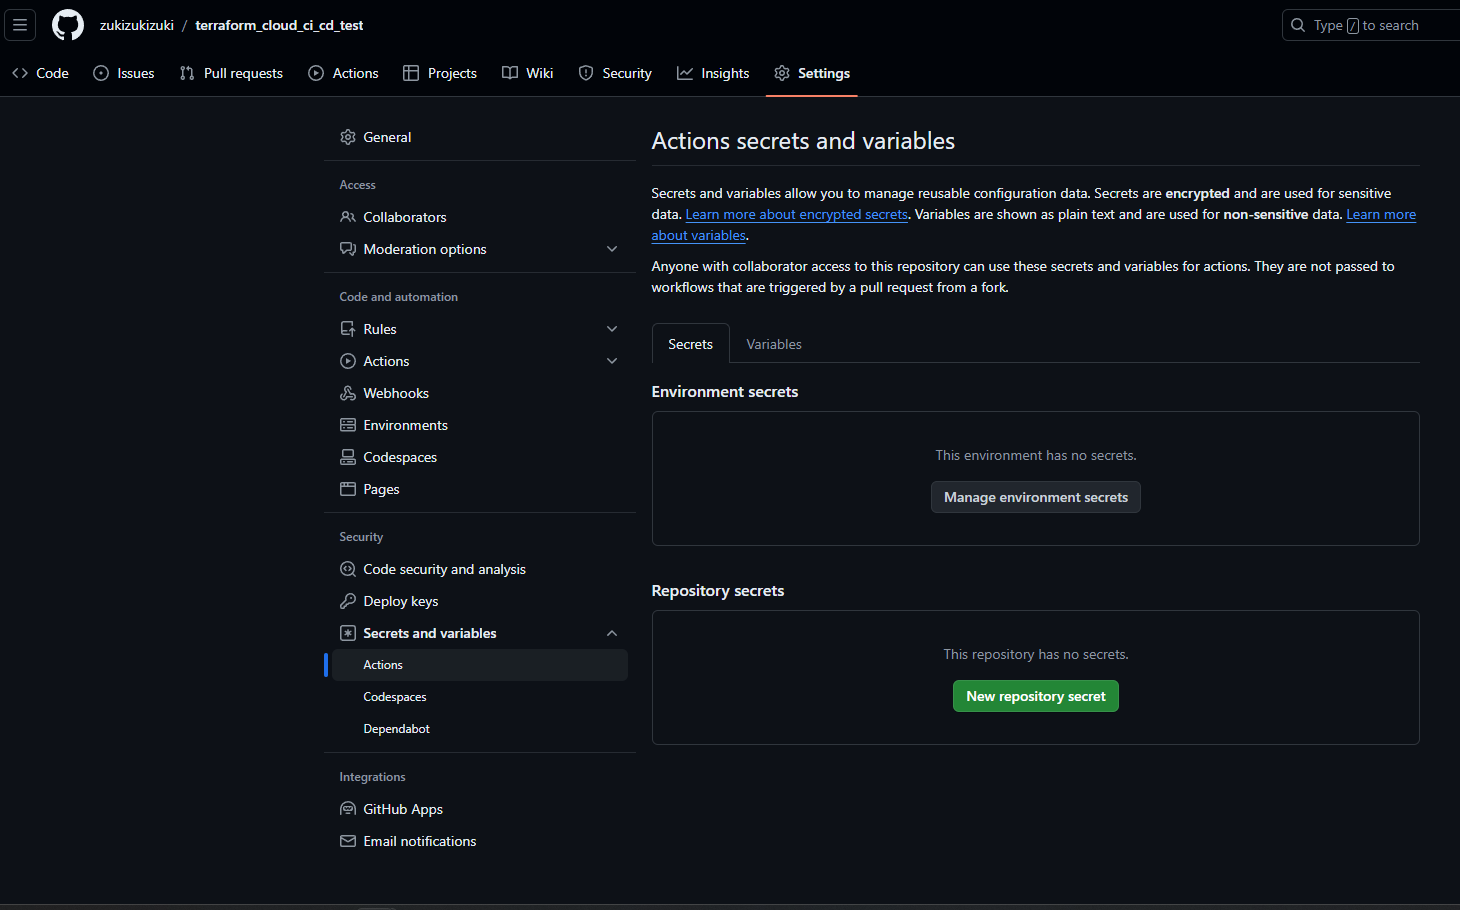 zukizukizuki / terraform_cloud_ci_cd_test
Type / to search
Code Issues Pull requests Actions Projects Wiki Security Insights Settings
General
Access
Collaborators
Moderation options
Code and automation
Rules
Actions
Webhooks
Environments
Codespaces
Pages
Security
Code security and analysis
Deploy keys
Secrets and variables
Actions
Codespaces
Dependabot
Integrations
GitHub Apps
Email notifications
Actions secrets and variables
Secrets and variables allow you to manage reusable configuration data. Secrets are encrypted and are used for sensitive
data. Learn more about encrypted secrets. Variables are shown as plain text and are used for non-sensitive data. Learn more
about variables.
Anyone with collaborator access to this repository can use these secrets and variables for actions. They are not passed to
workflows that are triggered by a pull request from a fork.
Secrets Variables
Environment secrets
This environment has no secrets.
Manage environment secrets
Repository secrets
This repository has no secrets.
New repository secret